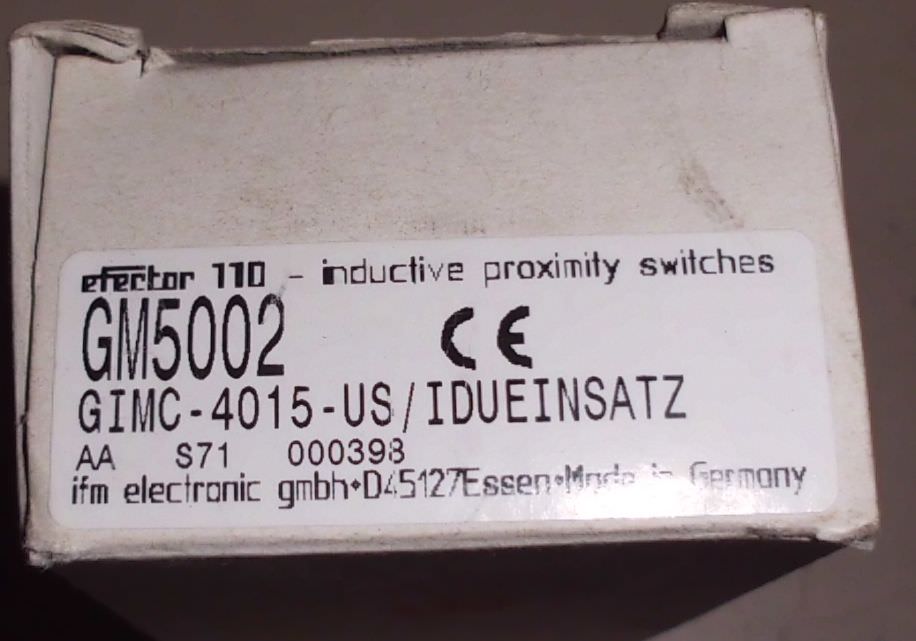 efector 110 - inductive proximity switches
GM5002 CE
GIMC-4015-US/IDUEINSATZ
AA S71 000398
ifm electronic gmbh•D45127Essen•Made in Germany